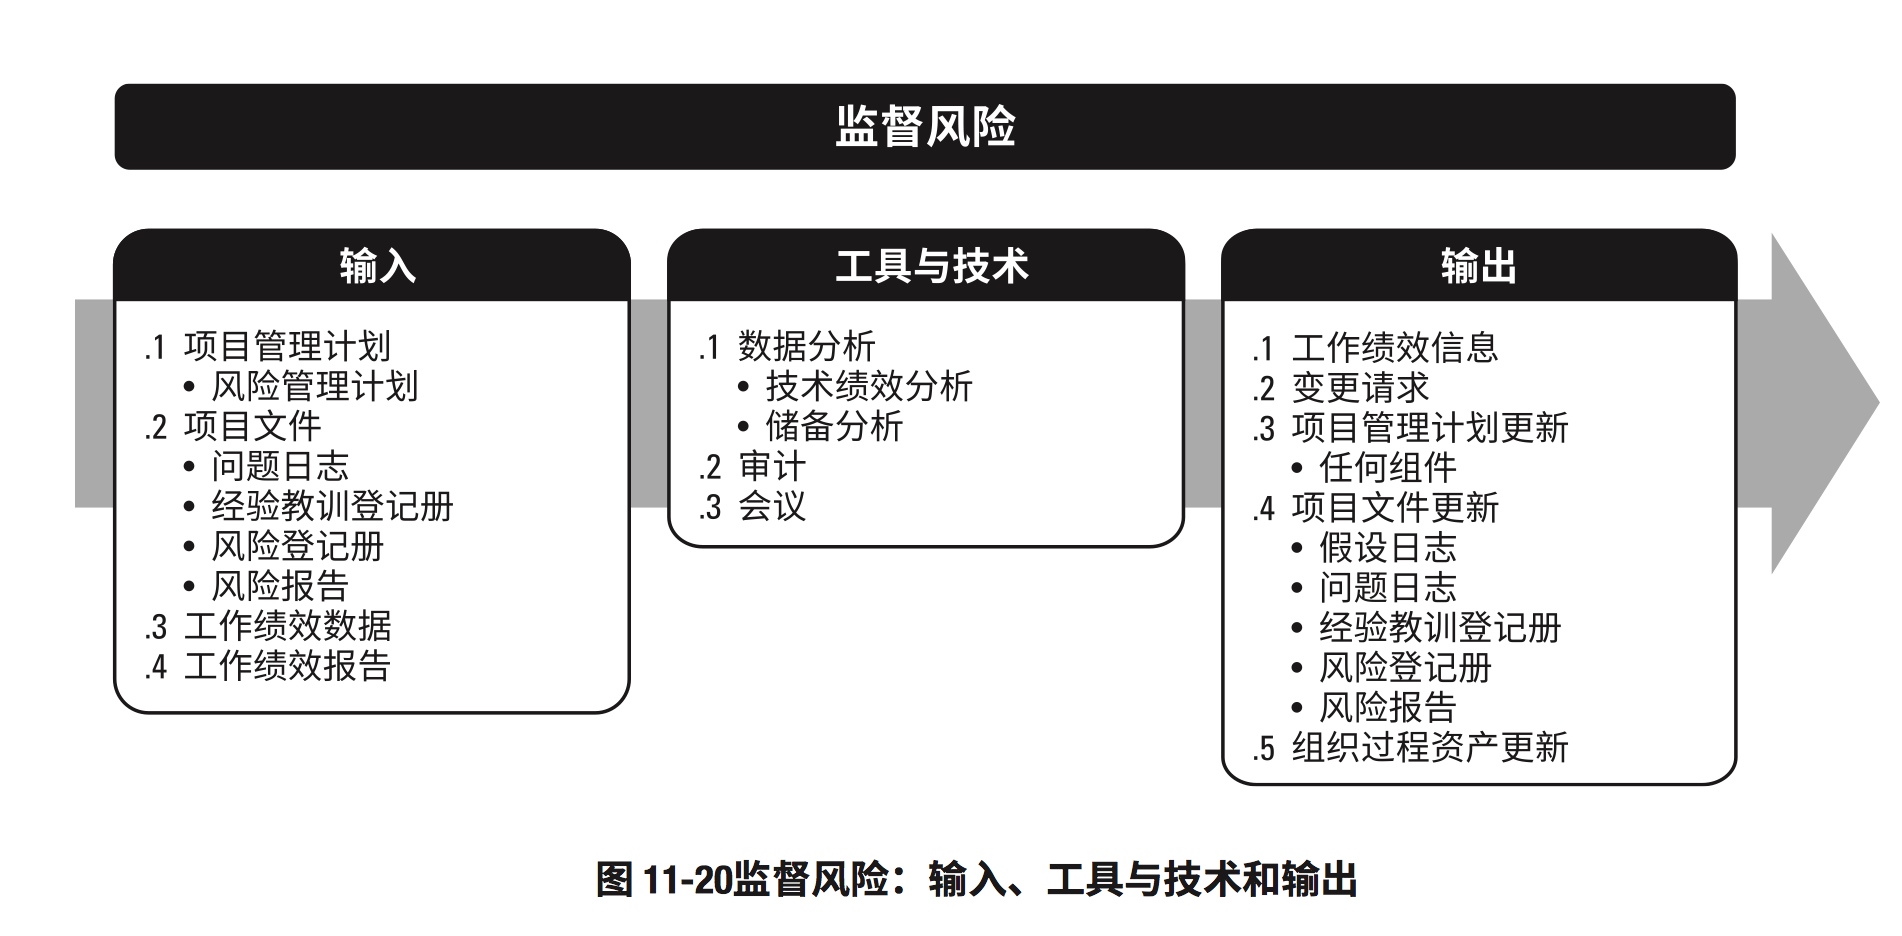 监督风险
输入
.1 项目管理计划
• 风险管理计划
.2 项目文件
• 问题日志
• 经验教训登记册
• 风险登记册
• 风险报告
.3 工作绩效数据
.4 工作绩效报告
工具与技术
.1 数据分析
• 技术绩效分析
• 储备分析
.2 审计
.3 会议
输出
.1 工作绩效信息
.2 变更请求
.3 项目管理计划更新
• 任何组件
.4 项目文件更新
• 假设日志
• 问题日志
• 经验教训登记册
• 风险登记册
• 风险报告
.5 组织过程资产更新
图 11-20监督风险：输入、工具与技术和输出